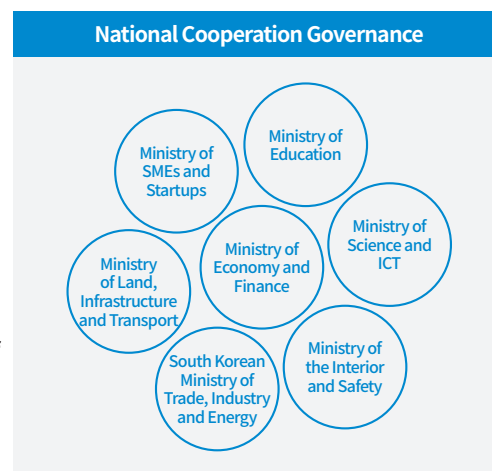 National Cooperation Governance
Ministry of
Education
Ministry of
SMEs and
Startups
Ministry of
Science and
ICT
Ministry of
Economy and
Finance
Ministry
of Land,
Infrastructure
and Transport
Ministry of
the Interior
and Safety
South Korean
Ministry of
Trade, Industry
and Energy